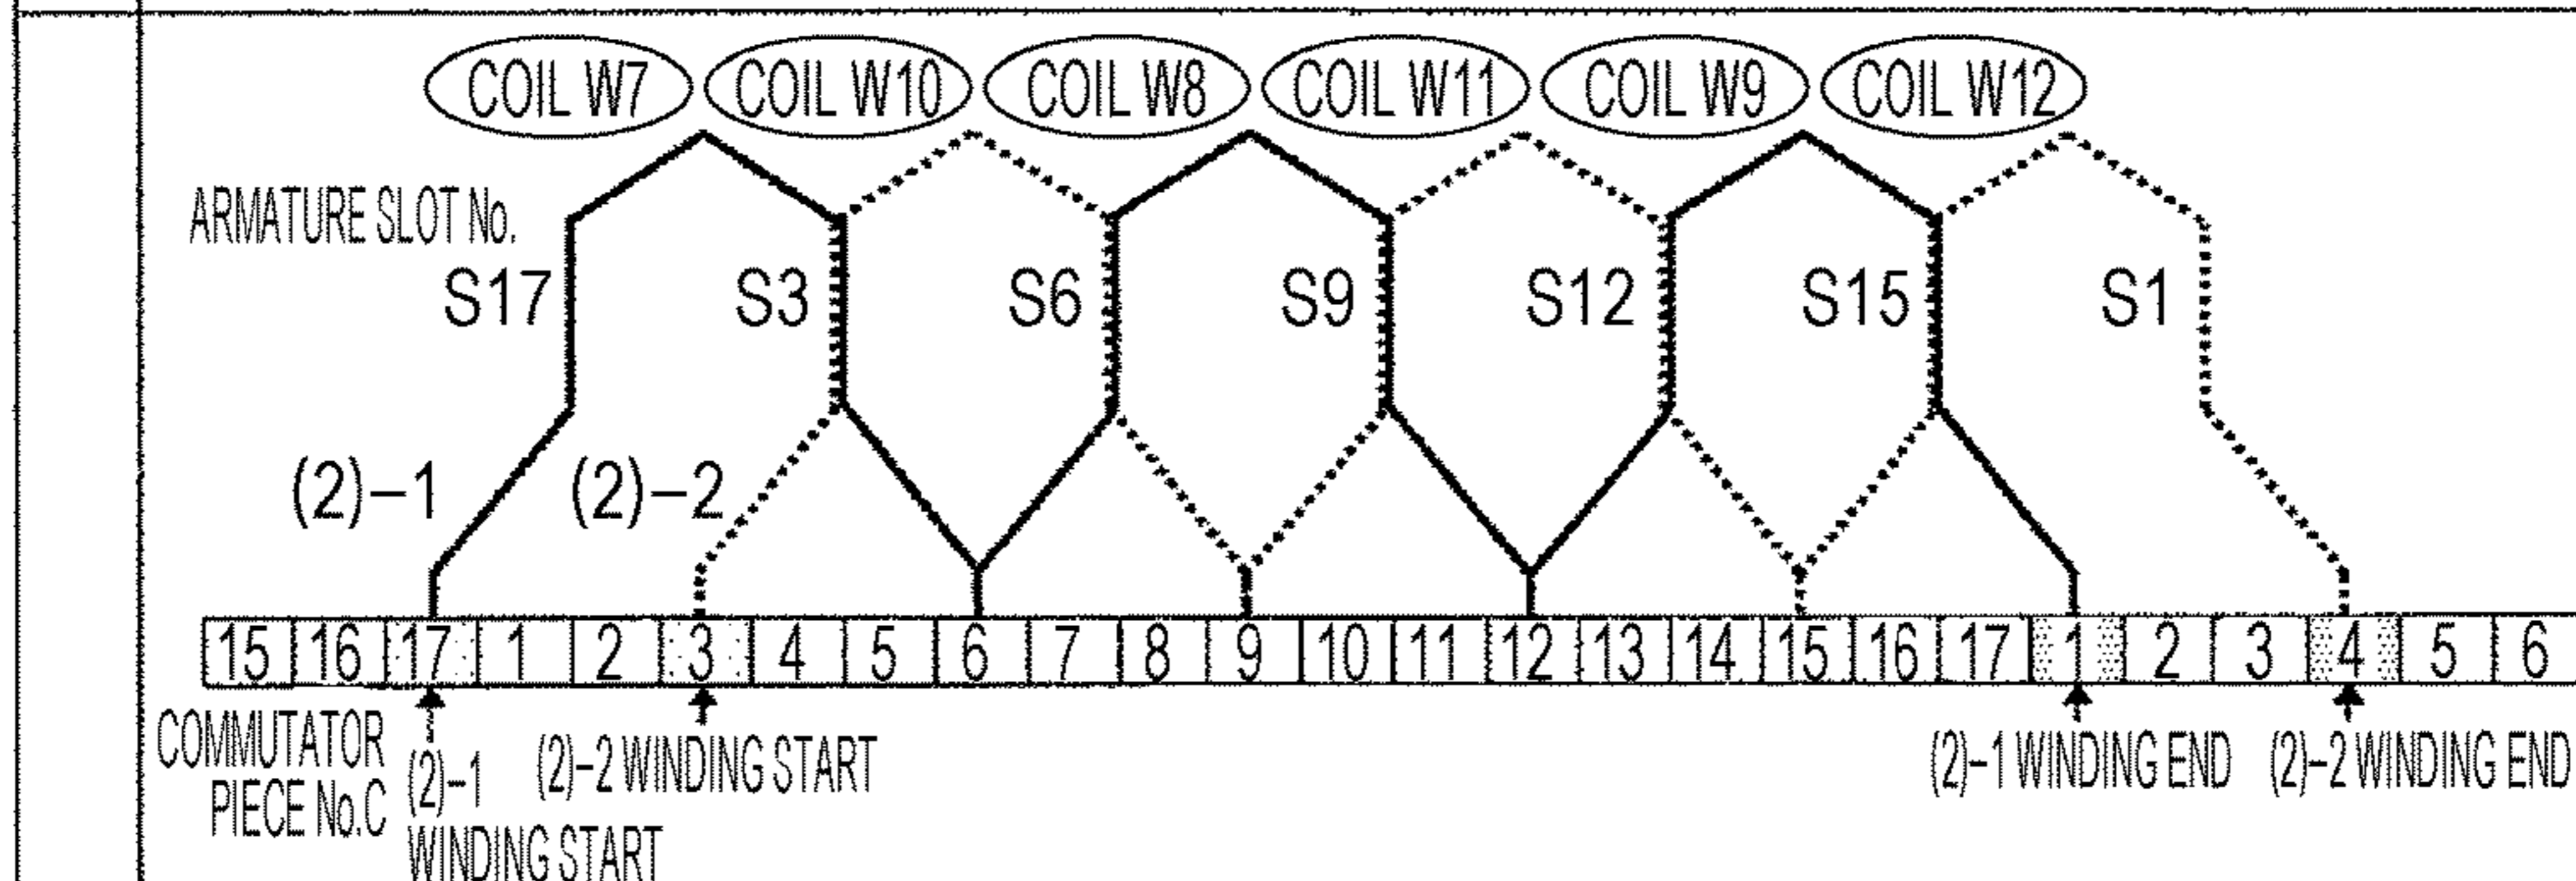 COIL W7 COIL W10 COIL W8 COIL W11 COIL W9 COIL W12
ARMATURE SLOT No.
S17 S3 S6 S9 S12 S15 S1
(2)-1 (2)-2
15 16 17 1 2 3 4 5 6 7 8 9 10 11 12 13 14 15 16 17 1 2 3 4 5 6
COMMUTATOR
PIECE No.C
(2)-1
WINDING START
(2)-2 WINDING START
(2)-1 WINDING END
(2)-2 WINDING END